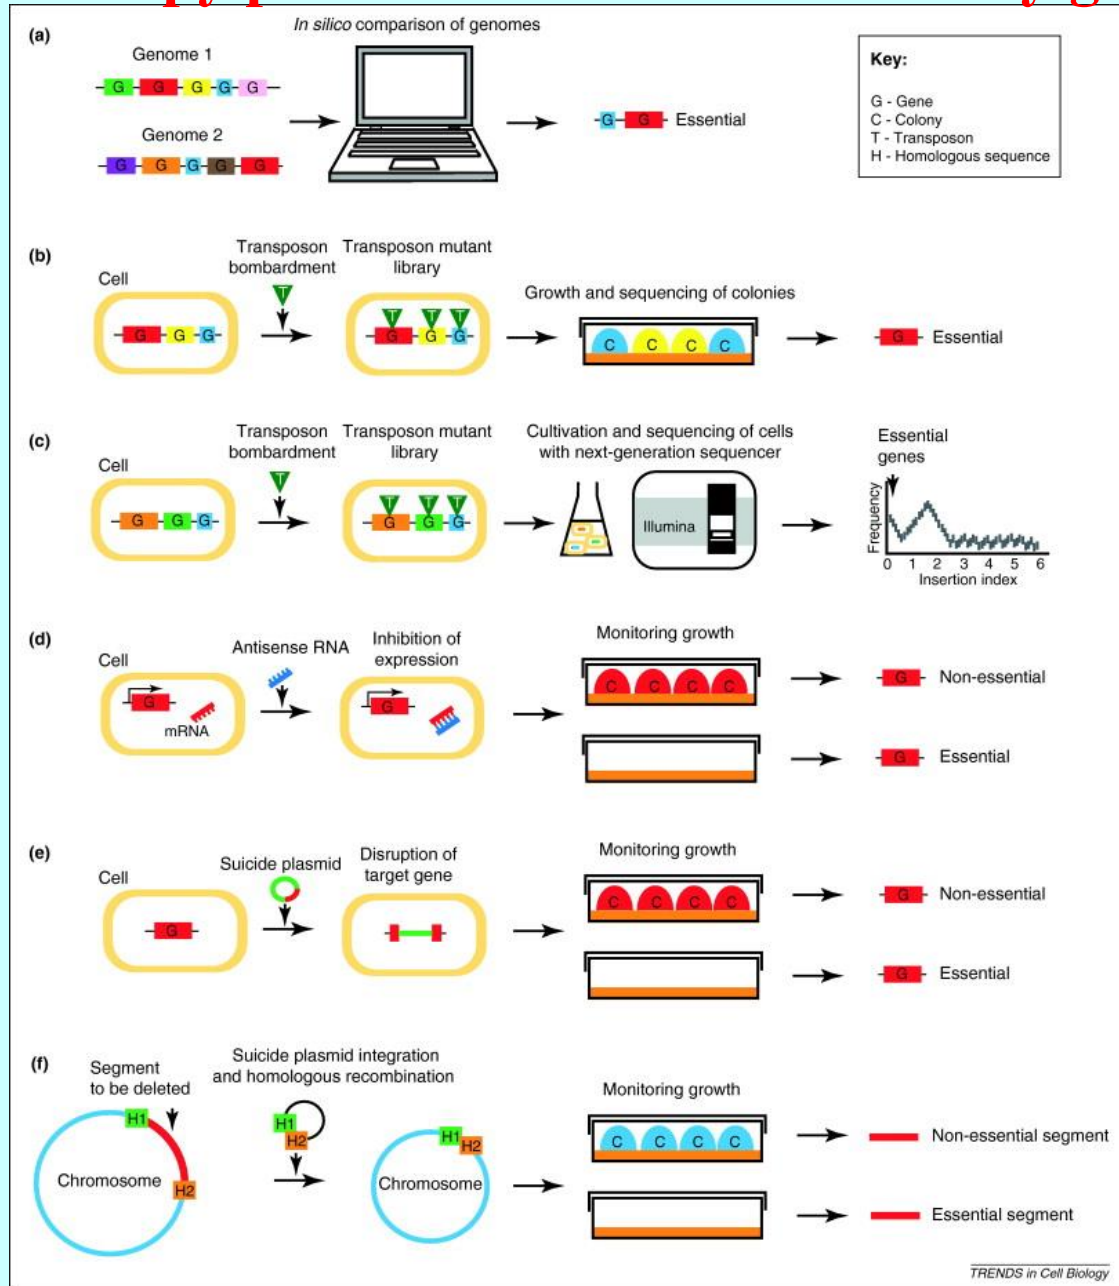 (a)
In silico comparison of genomes
Genome 1
G G G G G
Genome 2
G G G G G
G G Essential
Key:
G - Gene
C - Colony
T - Transposon
H - Homologous sequence
(b)
Cell
Transposon
bombardment
T
Transposon mutant
library
G G G
T T T
G G G
Growth and sequencing of colonies
C C C C
G Essential
(c)
Cell
Transposon
bombardment
T
Transposon mutant
library
G G G
T T T
G G G
Cultivation and sequencing of cells
with next-generation sequencer
Illumina
Essential
genes
Frequency
0 1 2 3 4 5 6
Insertion index
(d)
Cell
G
mRNA
Antisense RNA
Inhibition of
expression
G
Monitoring growth
C C C C
G Non-essential
G Essential
(e)
Cell
G
Suicide plasmid
Disruption of
target gene
Monitoring growth
C C C C
G Non-essential
G Essential
(f)
Segment
to be deleted
H1
Chromosome
H2
Suicide plasmid integration
and homologous recombination
H1
H2
H1
H2
Chromosome
Monitoring growth
C C C C
Non-essential segment
Essential segment
TRENDS in Cell Biology